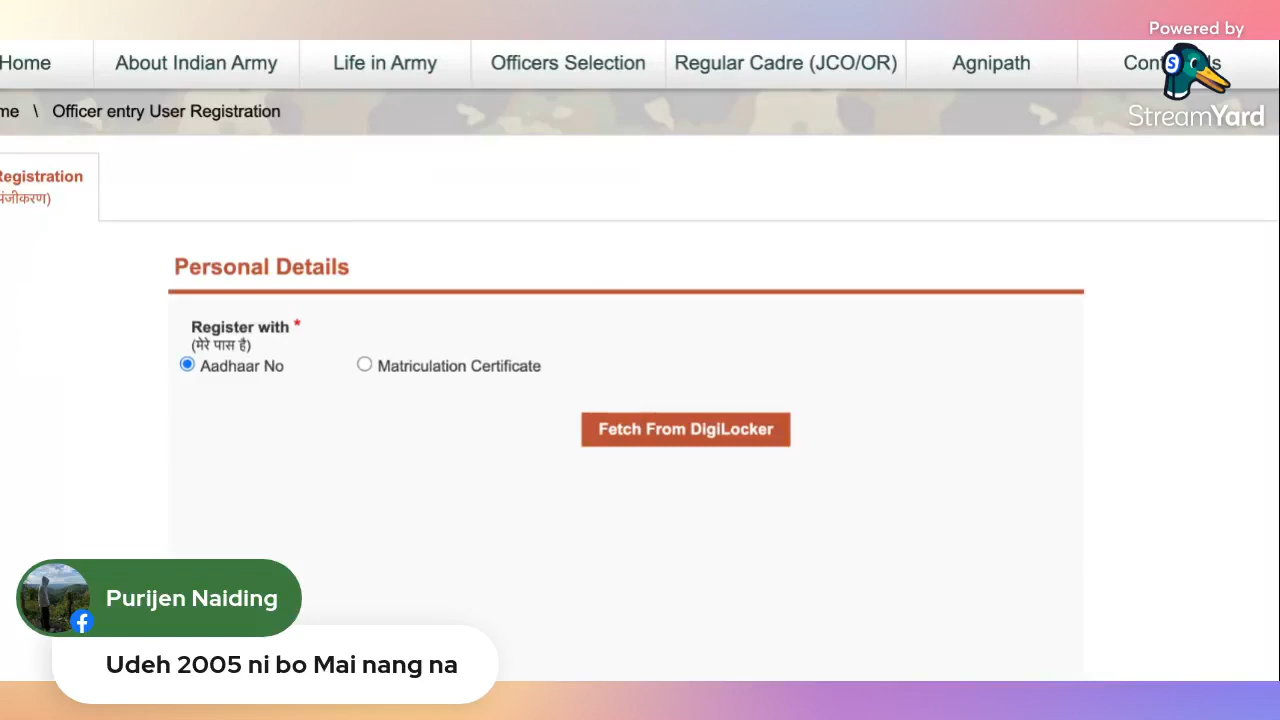 Powered by
Home About Indian Army Life in Army Officers Selection Regular Cadre (JCO/OR) Agnipath
StreamYard
me \ Officer entry User Registration
Registration
पंजीकरण)
Personal Details
Register with *
(मेरे पास है)
Aadhaar No Matriculation Certificate
Fetch From DigiLocker
Purijen Naiding
Udeh 2005 ni bo Mai nang na